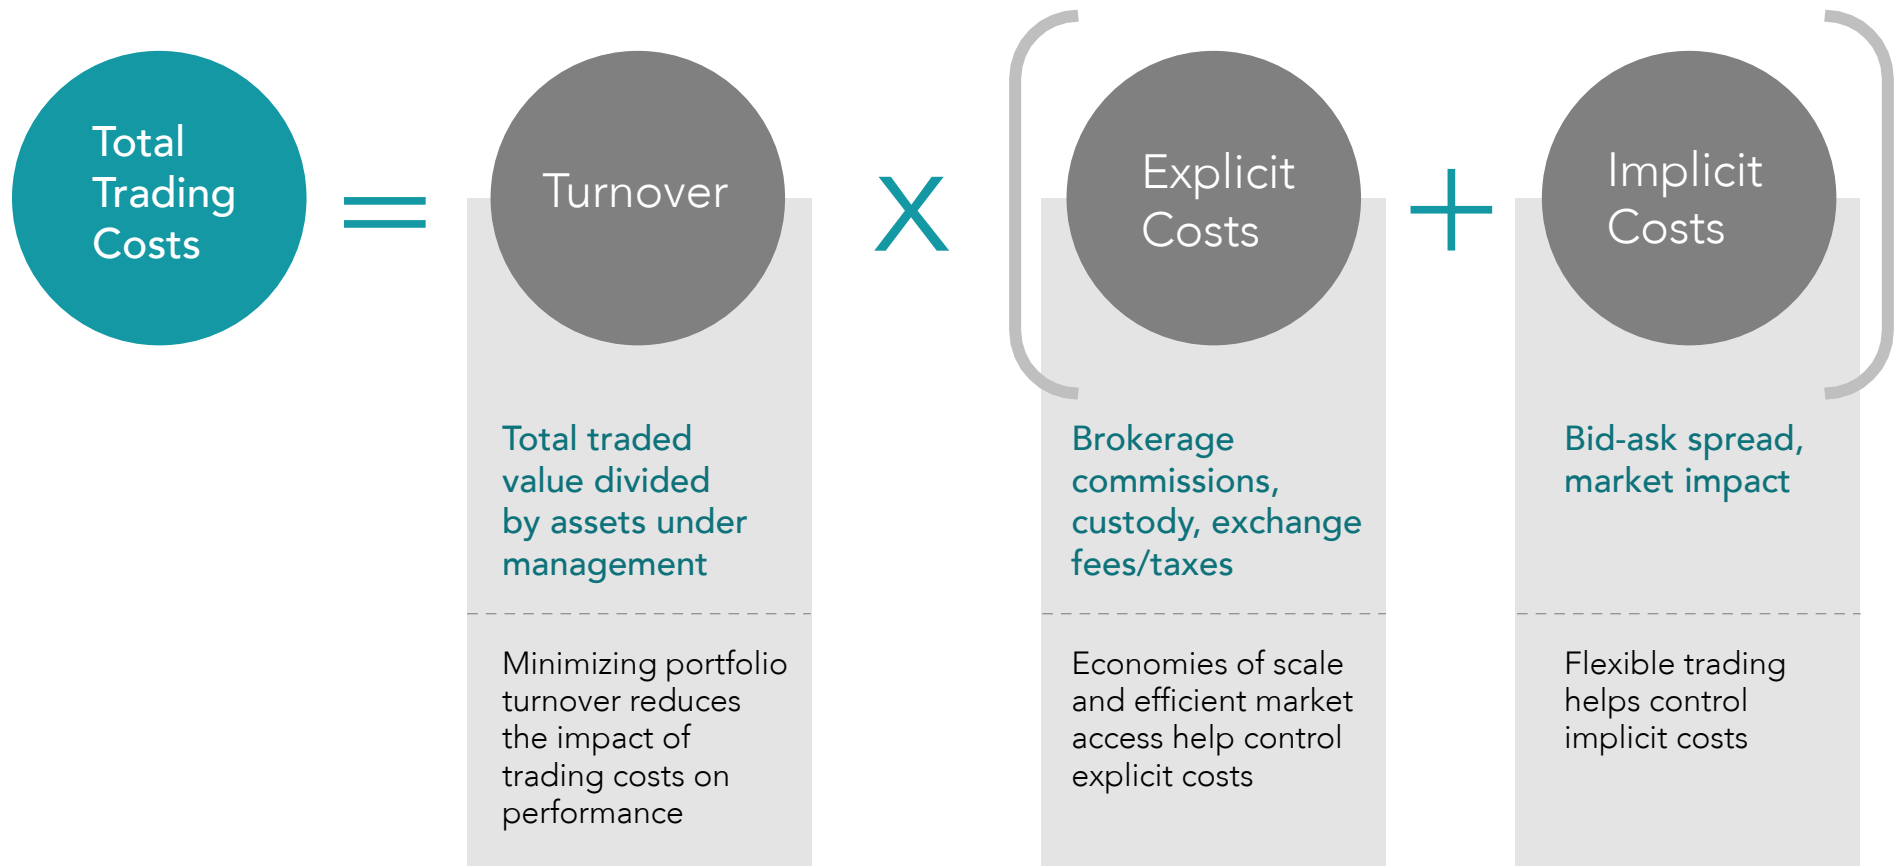 Total
Trading
Costs
=
Turnover
X
Explicit
Costs
+
Implicit
Costs
Total traded
value divided
by assets under
management
Minimizing portfolio
turnover reduces
the impact of
trading costs on
performance
Brokerage
commissions,
custody, exchange
fees/taxes
Economies of scale
and efficient market
access help control
explicit costs
Bid-ask spread,
market impact
Flexible trading
helps control
implicit costs